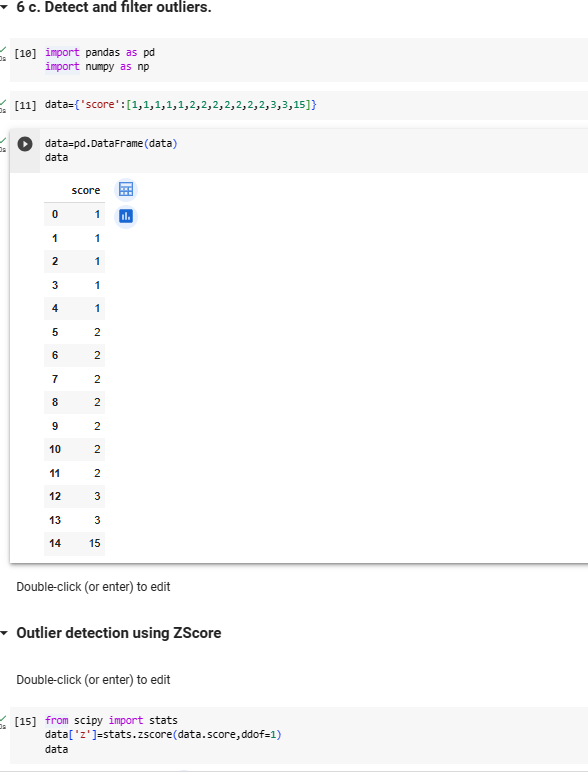 6 c. Detect and filter outliers.
[10] import pandas as pd
import numpy as np
[11] data={'score':[1,1,1,1,1,2,2,2,2,2,2,2,3,3,15]}
data=pd.DataFrame(data)
data
score
0 1
1 1
2 1
3 1
4 1
5 2
6 2
7 2
8 2
9 2
10 2
11 2
12 3
13 3
14 15
Double-click (or enter) to edit
Outlier detection using ZScore
Double-click (or enter) to edit
[15] from scipy import stats
data['z']=stats.zscore(data.score,ddof=1)
data